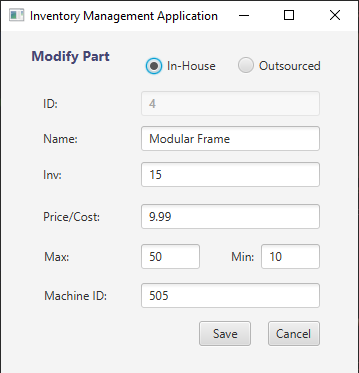 Inventory Management Application
Modify Part
In-House Outsourced
ID: 4
Name: Modular Frame
Inv: 15
Price/Cost: 9.99
Max: 50 Min: 10
Machine ID: 505
Save Cancel